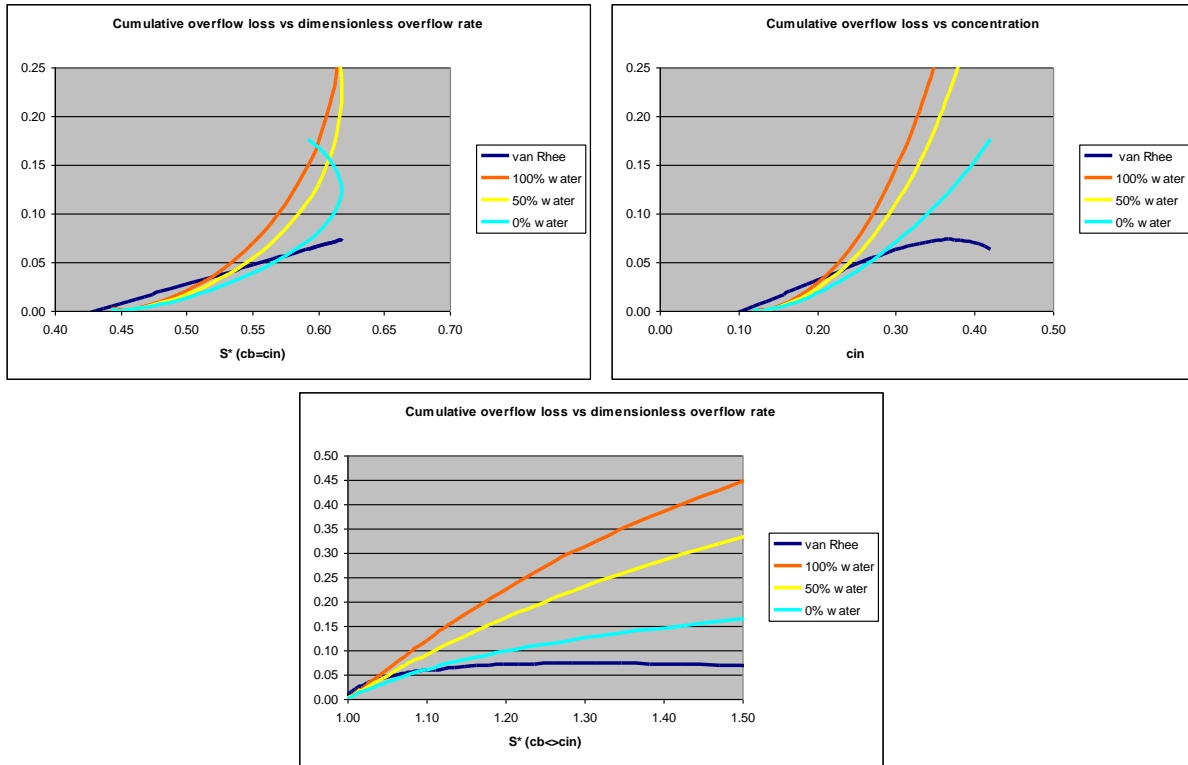 Cumulative overflow loss vs dimensionless overflow rate
0.25
0.20
0.15
0.10
0.05
0.00
0.40 0.45 0.50 0.55 0.60 0.65 0.70
S* (cb=cin)
van Rhee
100% water
50% water
0% water
Cumulative overflow loss vs concentration
0.25
0.20
0.15
0.10
0.05
0.00
0.00 0.10 0.20 0.30 0.40 0.50
cin
van Rhee
100% water
50% water
0% water
Cumulative overflow loss vs dimensionless overflow rate
0.50
0.45
0.40
0.35
0.30
0.25
0.20
0.15
0.10
0.05
0.00
1.00 1.10 1.20 1.30 1.40 1.50
S* (cb<>cin)
van Rhee
100% water
50% water
0% water